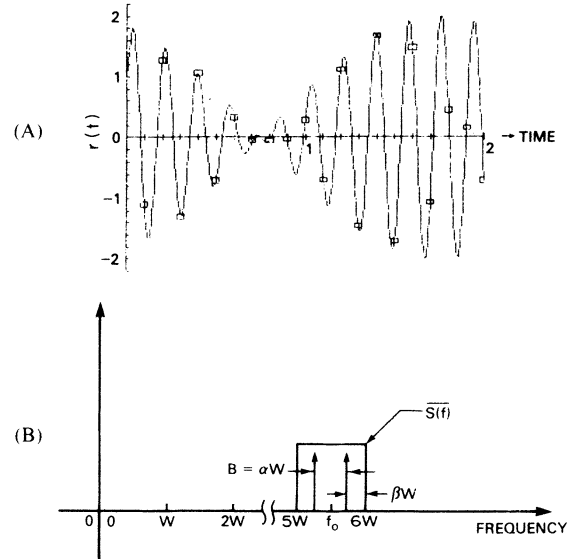 2
1
(A)
r(t)
0
1
2
→ TIME
-1
-2
(B)
S(f)
B = αW
βW
0
0
W
2W
5W
f₀
6W
FREQUENCY